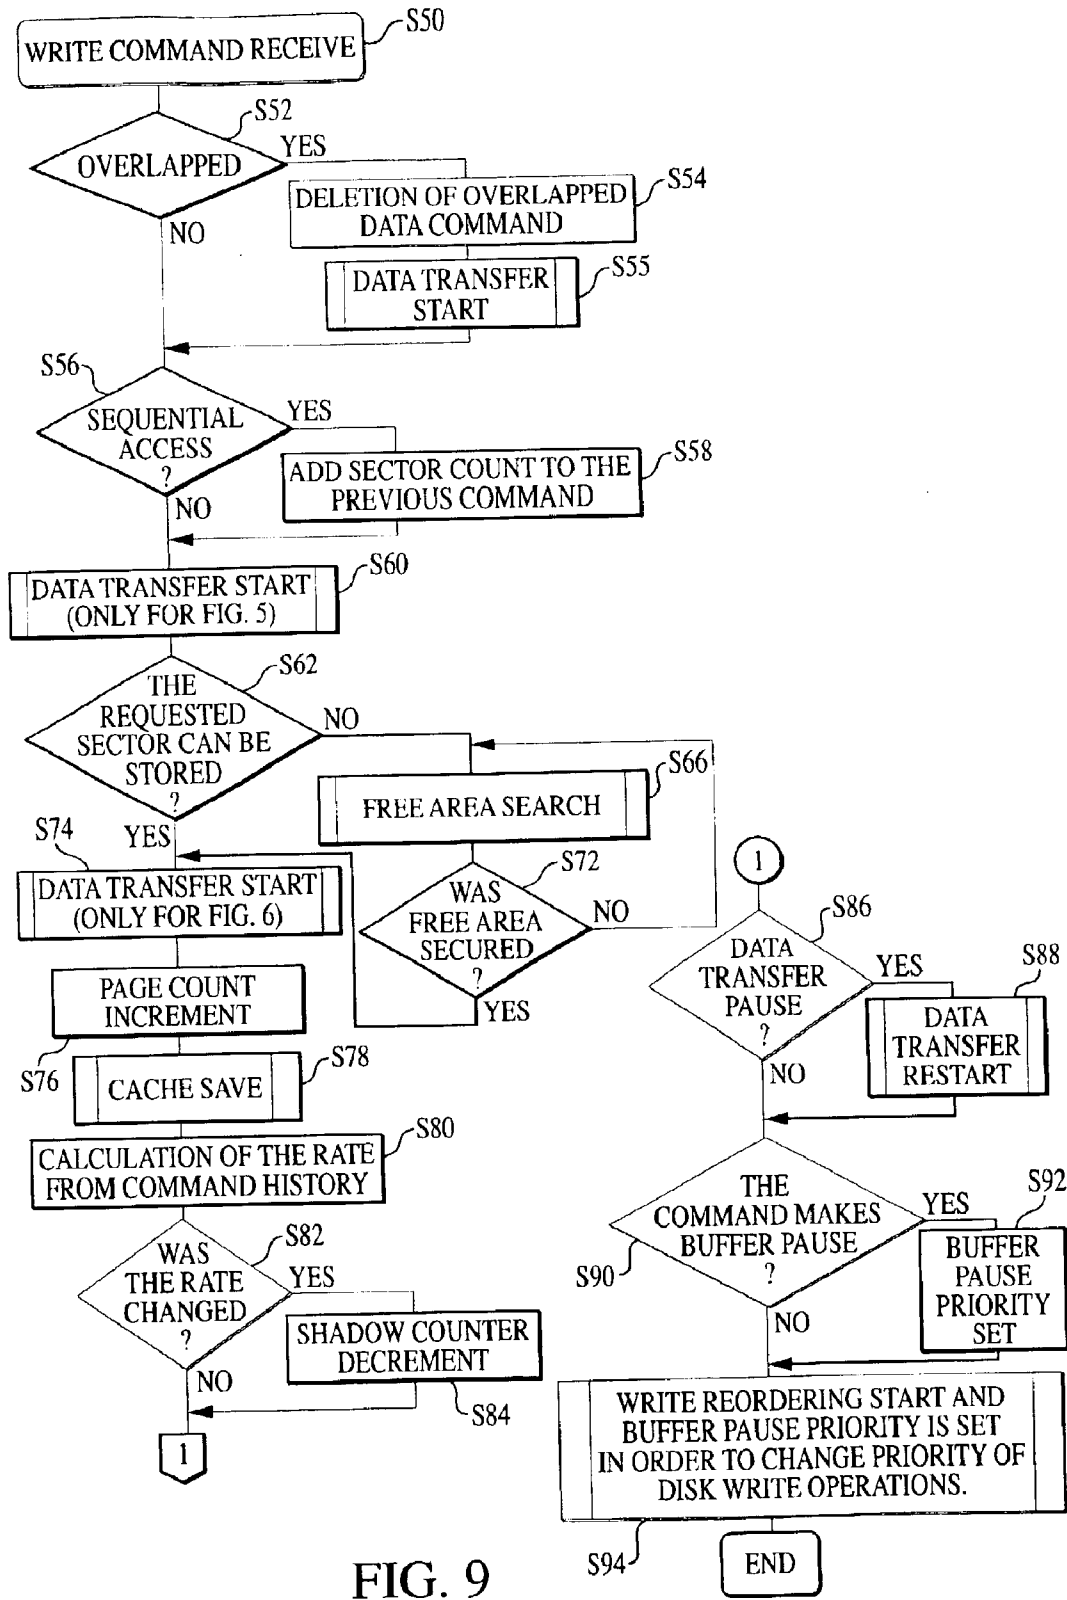 WRITE COMMAND RECEIVE
S50
S52
OVERLAPPED
YES
NO
DELETION OF OVERLAPPED
DATA COMMAND
S54
DATA TRANSFER
START
S55
S56
SEQUENTIAL
ACCESS
?
YES
NO
ADD SECTOR COUNT TO THE
PREVIOUS COMMAND
S58
DATA TRANSFER START
(ONLY FOR FIG. 5)
S60
S62
THE
REQUESTED
SECTOR CAN BE
STORED
?
NO
YES
FREE AREA SEARCH
S66
S72
WAS
FREE AREA
SECURED
?
NO
YES
S74
DATA TRANSFER START
(ONLY FOR FIG. 6)
PAGE COUNT
INCREMENT
S76
CACHE SAVE
S78
S80
CALCULATION OF THE RATE
FROM COMMAND HISTORY
S82
WAS
THE RATE
CHANGED
?
YES
NO
SHADOW COUNTER
DECREMENT
S84
1
1
S86
DATA
TRANSFER
PAUSE
?
YES
NO
S88
DATA
TRANSFER
RESTART
THE
COMMAND MAKES
BUFFER PAUSE
?
S90
YES
NO
S92
BUFFER
PAUSE
PRIORITY
SET
WRITE REORDERING START AND
BUFFER PAUSE PRIORITY IS SET
IN ORDER TO CHANGE PRIORITY OF
DISK WRITE OPERATIONS.
S94
END
FIG. 9